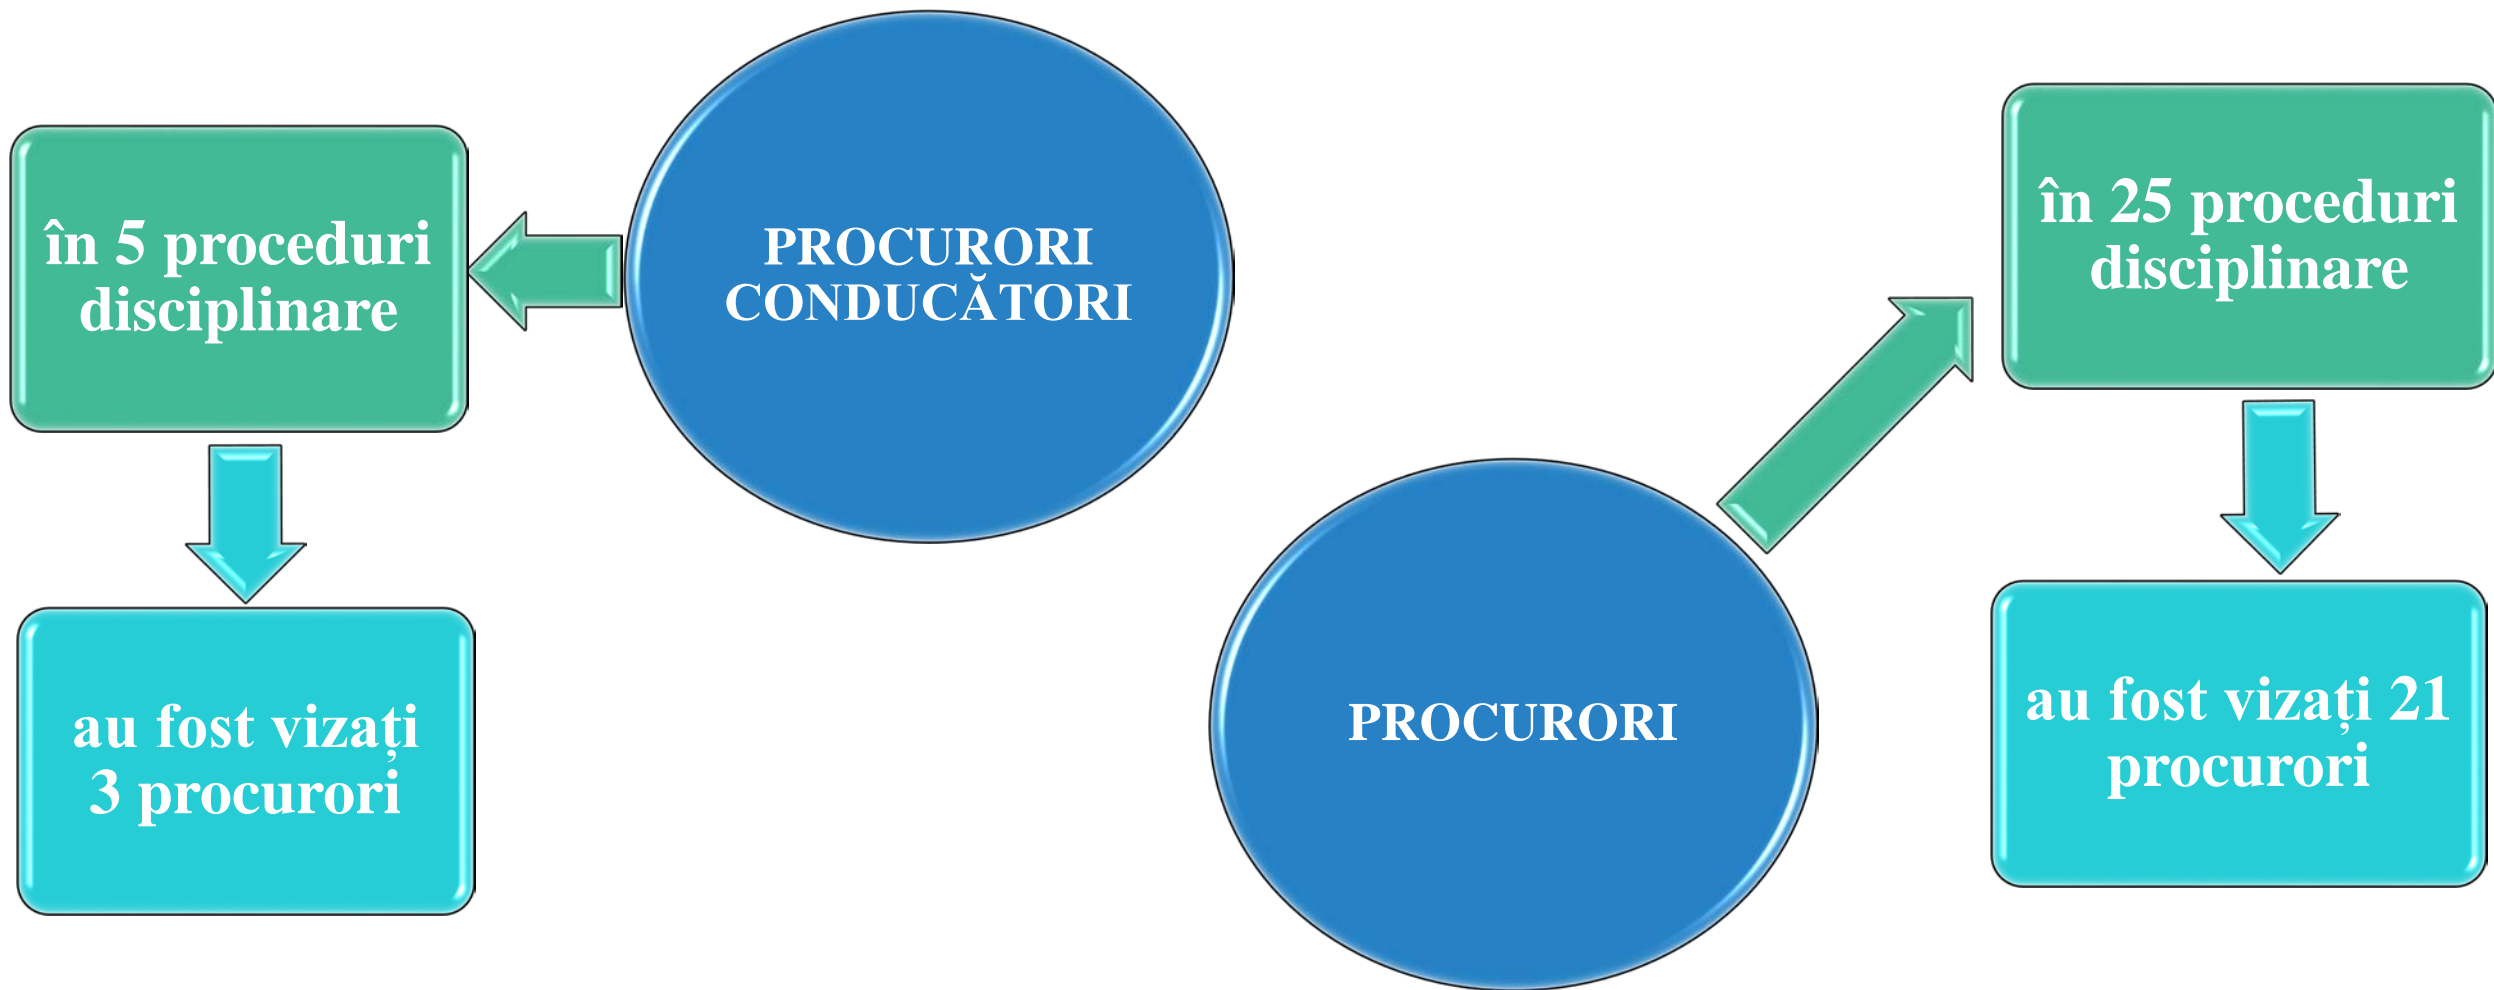 PROCURORI
CONDUCĂTORI
în 5 proceduri
disciplinare
au fost vizați
3 procurori
PROCURORI
în 25 proceduri
disciplinare
au fost vizați 21
procurori